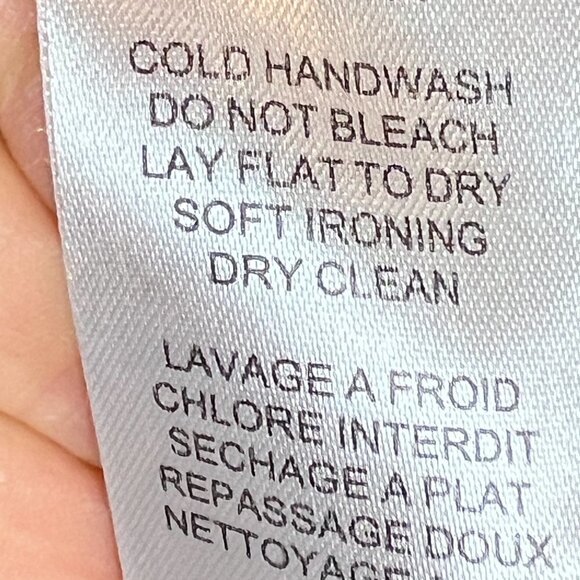 COLD HANDWASH
DO NOT BLEACH
LAY FLAT TO DRY
SOFT IRONING
DRY CLEAN
LAVAGE A FROID
CHLORE INTERDIT
SECHAGE A PLAT
REPASSAGE DOUX
NETTOYAGE